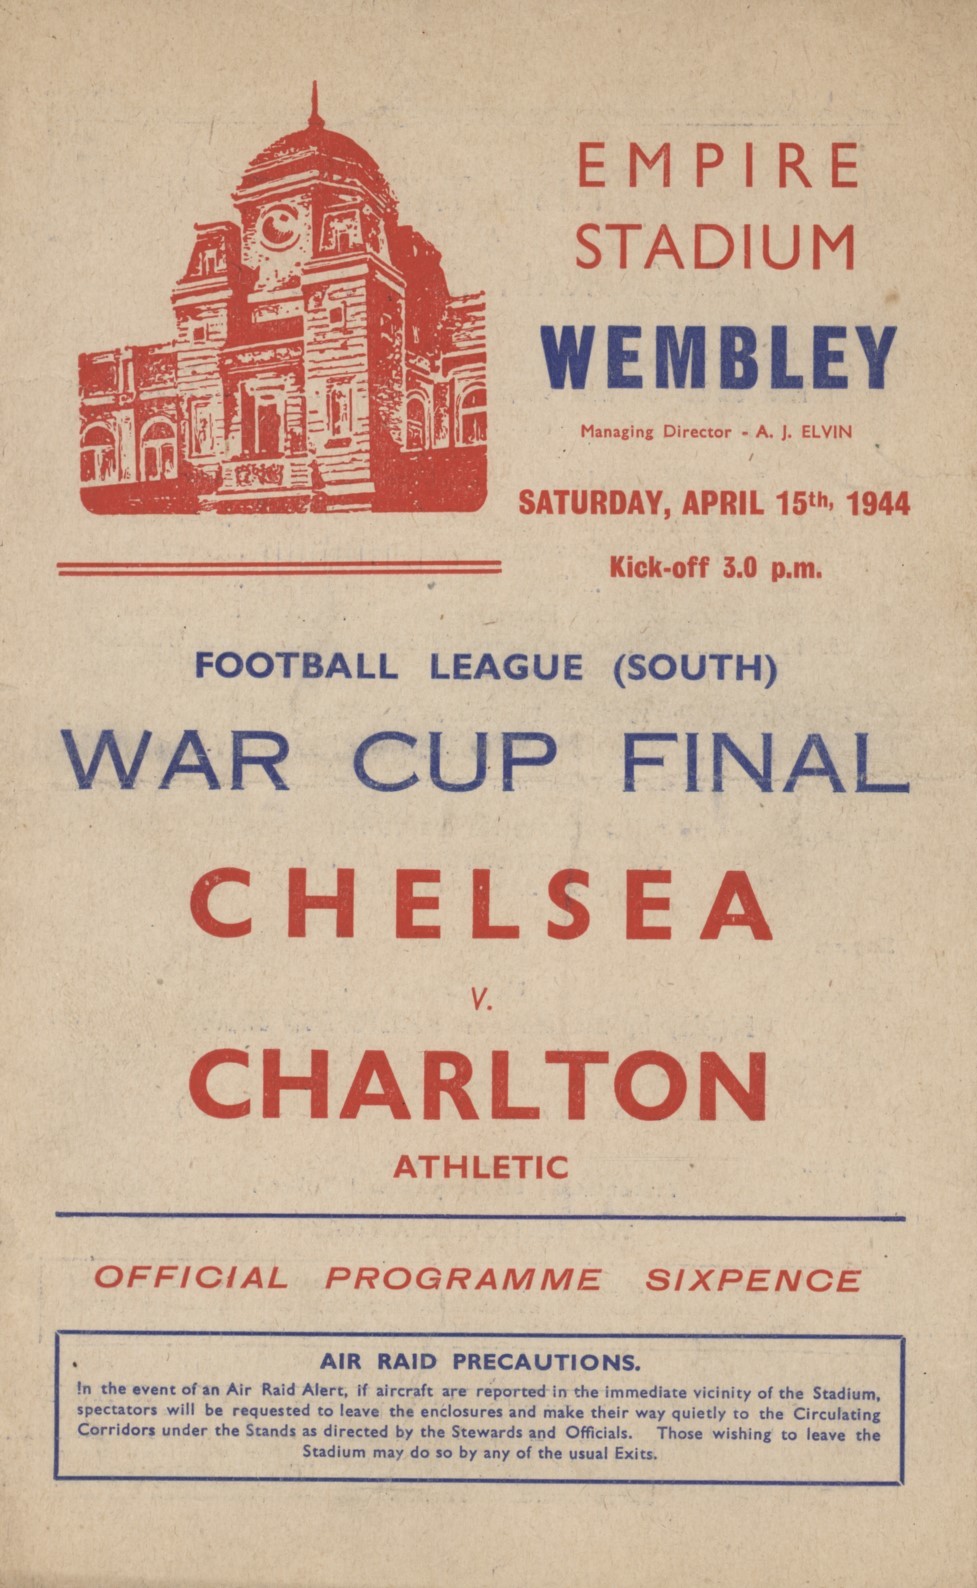 EMPIRE
STADIUM
WEMBLEY
Managing Director - A. J. ELVIN
SATURDAY, APRIL 15th, 1944
Kick-off 3.0 p.m.
FOOTBALL LEAGUE (SOUTH)
WAR CUP FINAL
CHELSEA
V.
CHARLTON
ATHLETIC
OFFICIAL PROGRAMME SIXPENCE
AIR RAID PRECAUTIONS.
In the event of an Air Raid Alert, if aircraft are reported in the immediate vicinity of the Stadium,
spectators will be requested to leave the enclosures and make their way quietly to the Circulating
Corridors under the Stands as directed by the Stewards and Officials. Those wishing to leave the
Stadium may do so by any of the usual Exits.